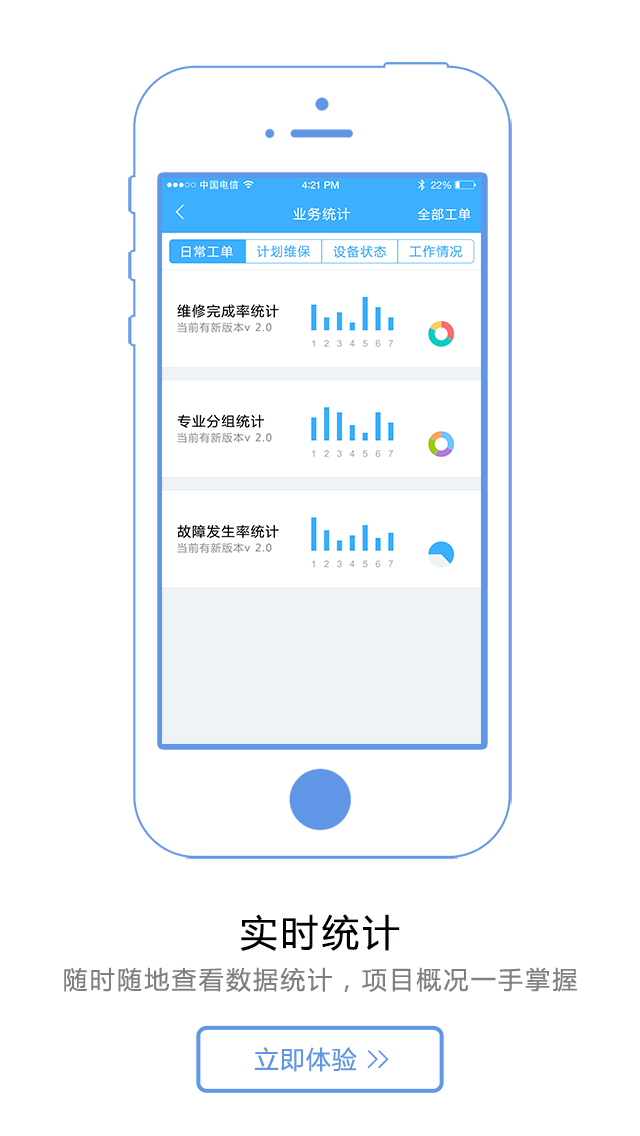 中国电信 4:21 PM 22%
业务统计 全部工单
日常工单 计划维保 设备状态 工作情况
维修完成率统计
当前有新版本v 2.0
1 2 3 4 5 6 7
专业分组统计
当前有新版本v 2.0
1 2 3 4 5 6 7
故障发生率统计
当前有新版本v 2.0
1 2 3 4 5 6 7
实时统计
随时随地查看数据统计，项目概况一手掌握
立即体验 >>